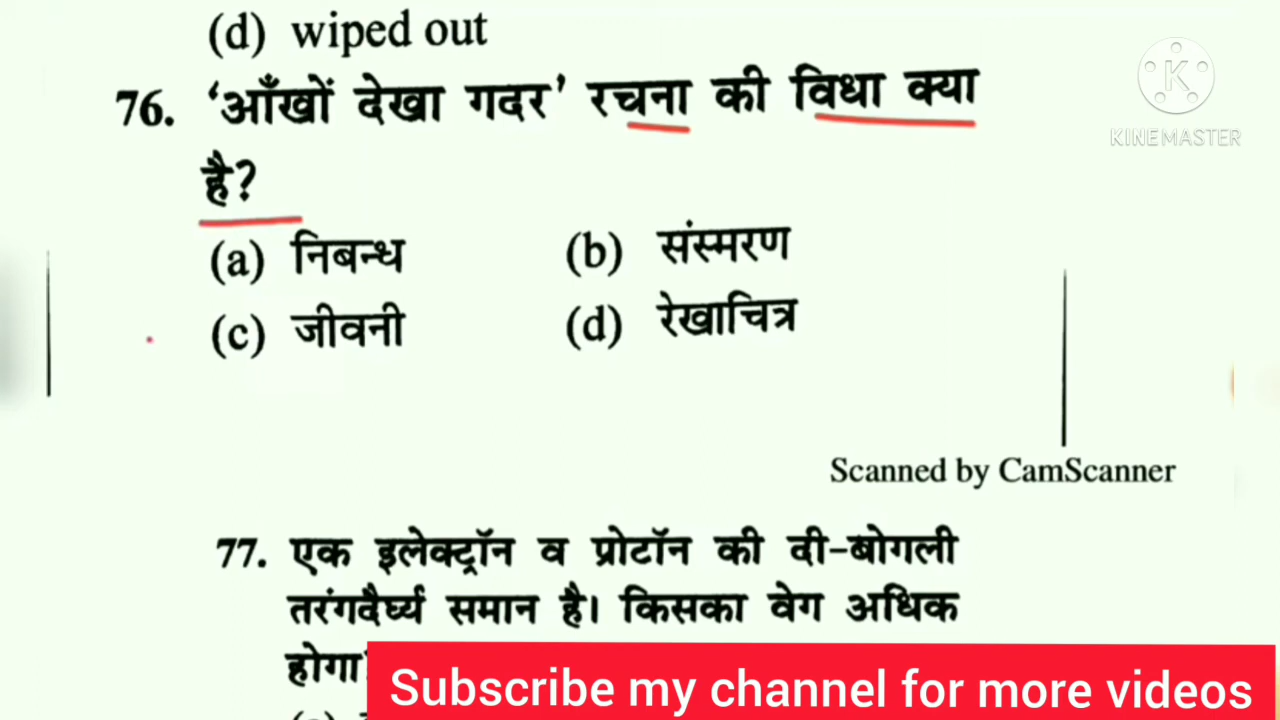 (d) wiped out
76. ‘आँखों देखा गदर’ रचना की विधा क्या
है?
(a) निबन्ध (b) संस्मरण
(c) जीवनी (d) रेखाचित्र
K
KINEMASTER
Scanned by CamScanner
77. एक इलेक्ट्रॉन व प्रोटॉन की दी-बोगली
तरंगदैर्घ्य समान है। किसका वेग अधिक
होगा
Subscribe my channel for more videos